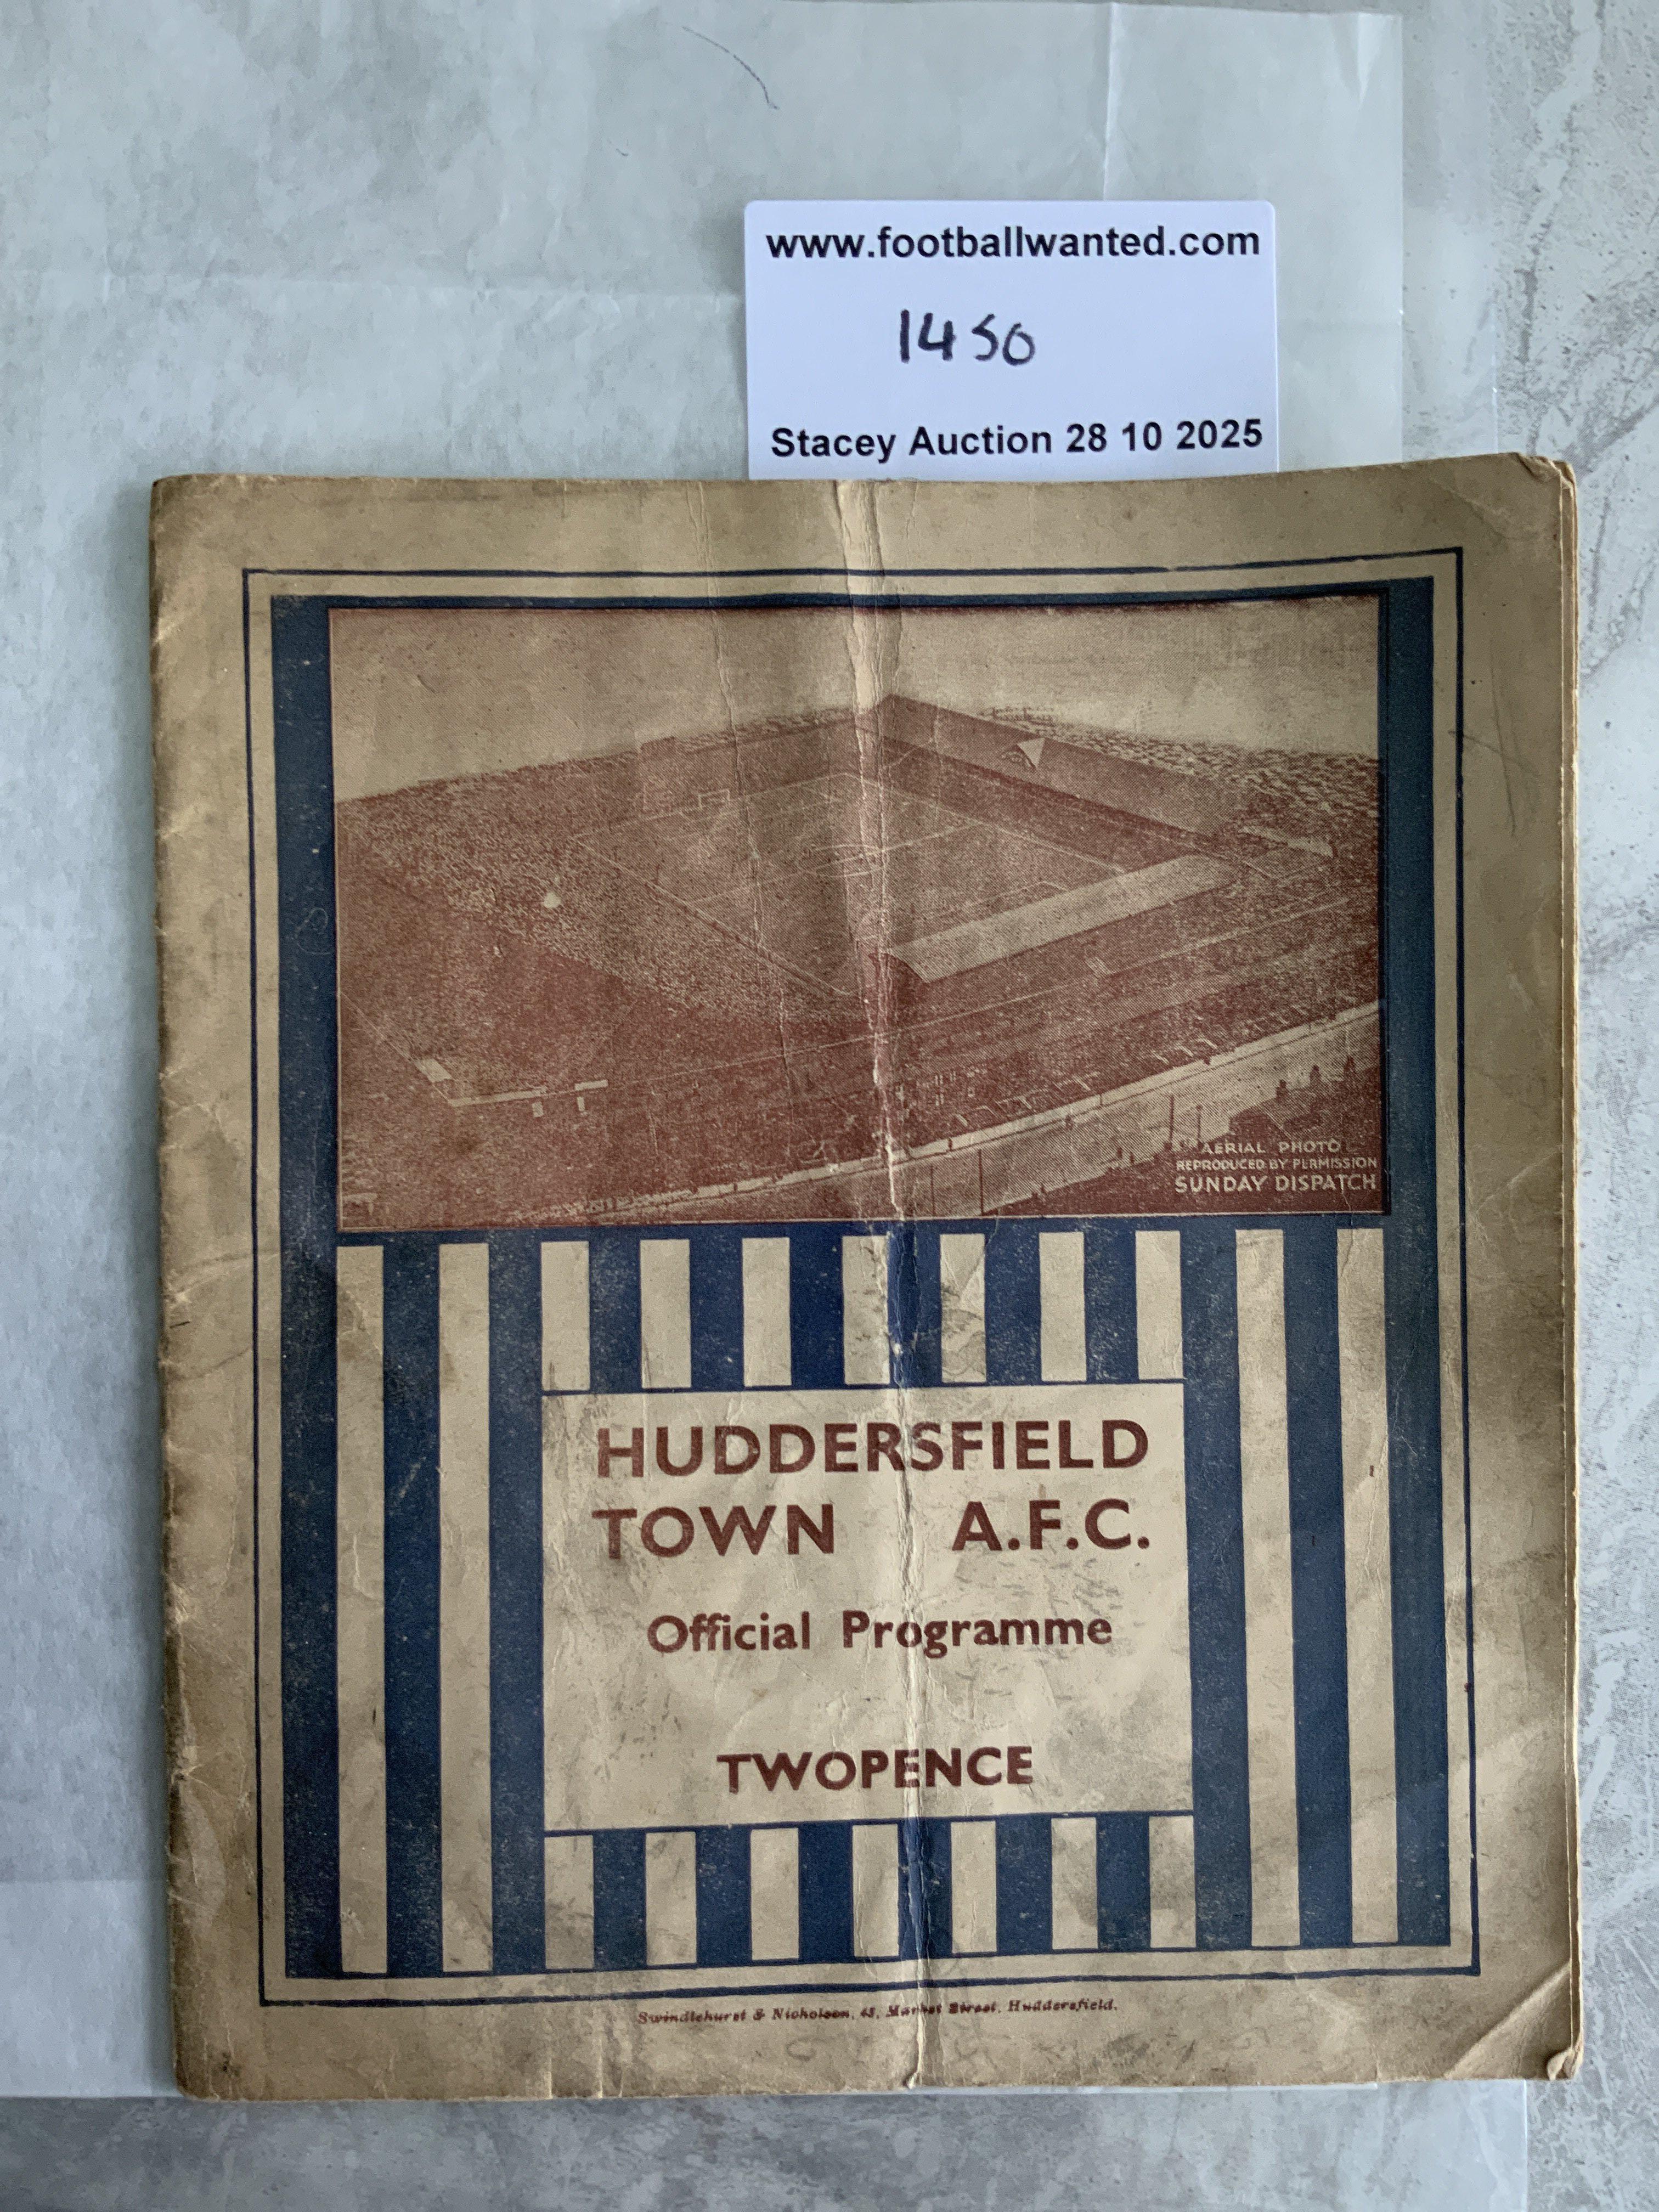 www.footballwanted.com
1450
Stacey Auction 28 10 2025
AERIAL PHOTO
REPRODUCED BY PERMISSION
SUNDAY DISPATCH
HUDDERSFIELD
TOWN A.F.C.
Official Programme
TWOPENCE
Swindlehurst & Nicholson, 45, Market Street, Huddersfield.